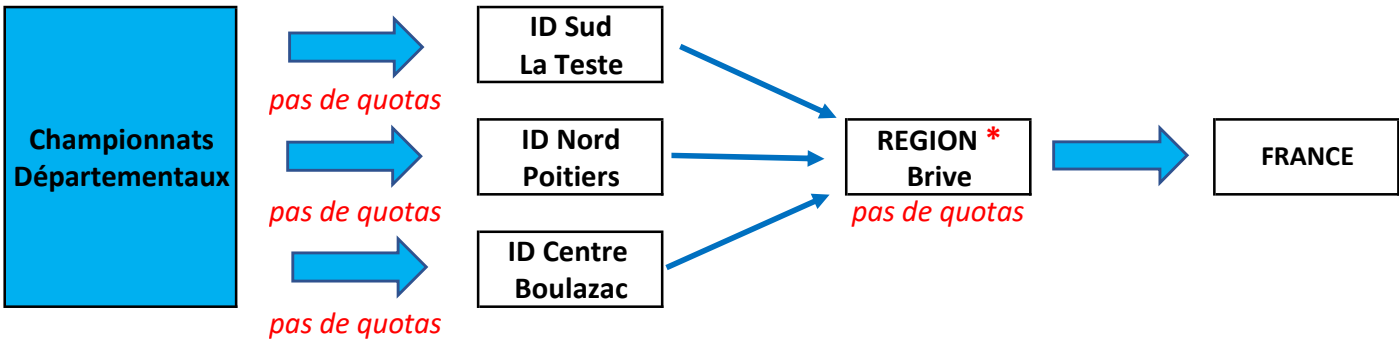 Championnats
Départementaux
pas de quotas
pas de quotas
pas de quotas
ID Sud
La Teste
ID Nord
Poitiers
ID Centre
Boulazac
REGION *
Brive
pas de quotas
FRANCE